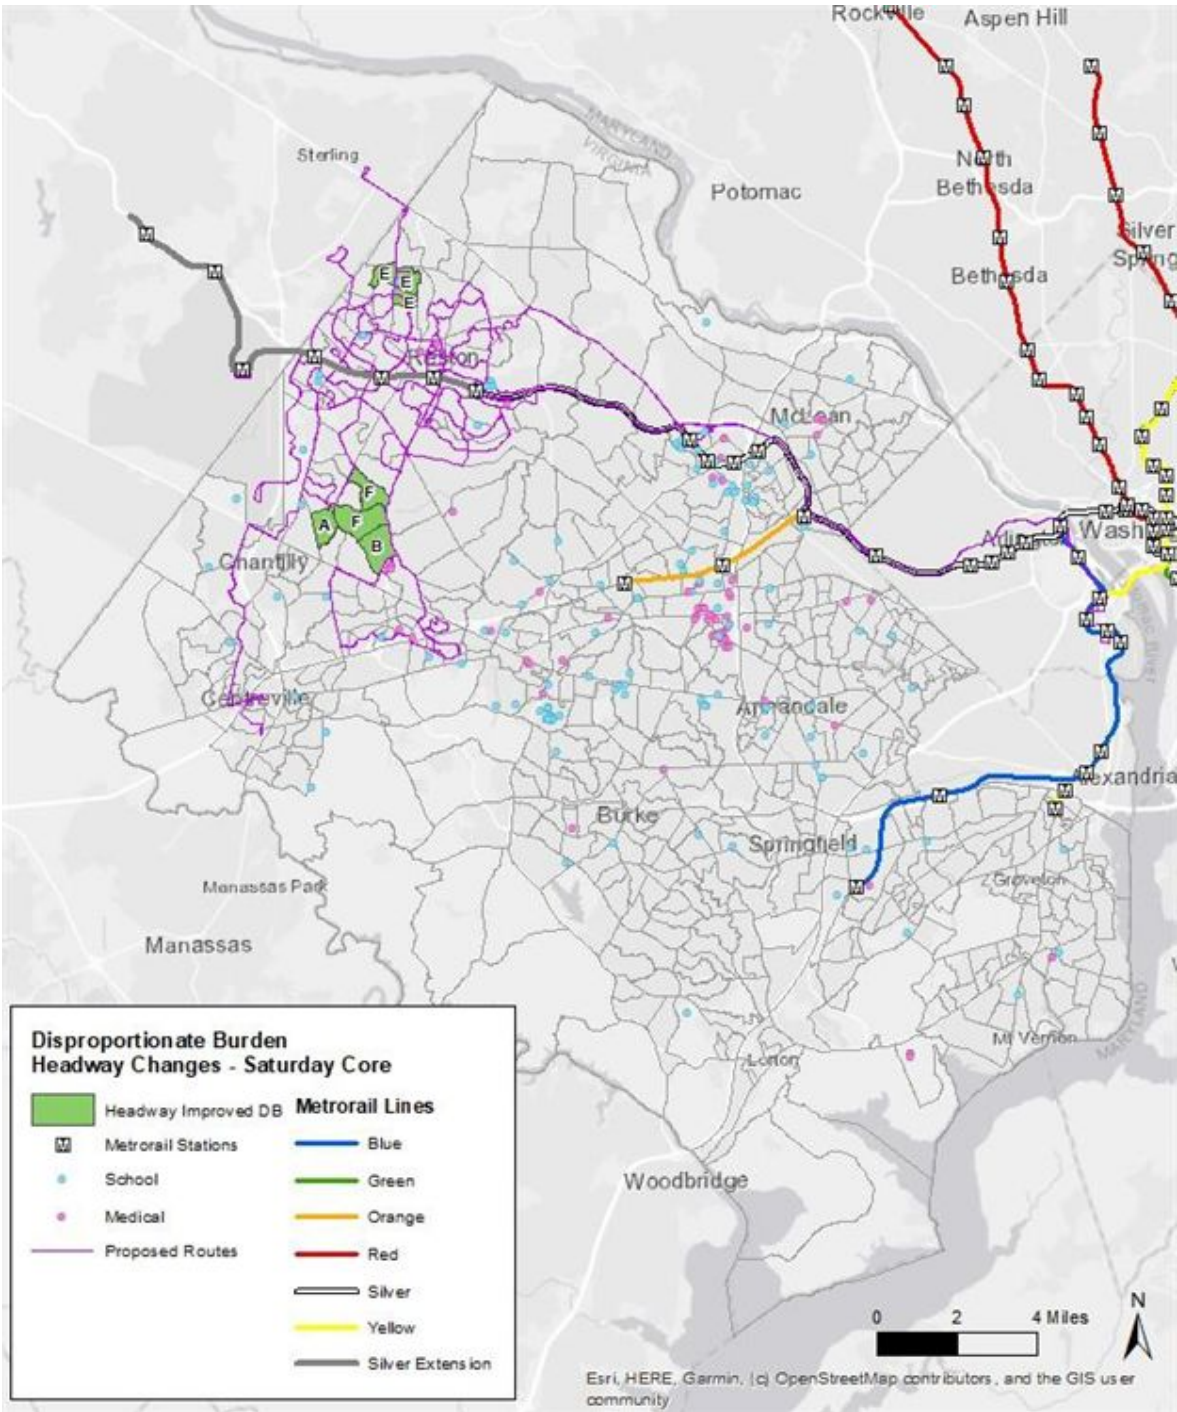 Rockville
Aspen Hill
MARYLAND
VIRGINIA
Sterling
North
Bethesda
Potomac
Silver
Spring
Bethesda
E
E
E
Reston
McLean
F
A
F
B
Chantilly
Arlington
Wash
Centreville
Annandale
Alexandria
Burke
Springfield
Groveton
Manassas Park
Manassas
Mt Vernon
MARYLAND
Lorton
Woodbridge
Disproportionate Burden
Headway Changes - Saturday Core
Headway Improved DB
Metrorail Stations
School
Medical
Proposed Routes
Metrorail Lines
Blue
Green
Orange
Red
Silver
Yellow
Silver Extension
0 2 4 Miles
N
Esri, HERE, Garmin, (c) OpenStreetMap contributors, and the GIS user
community